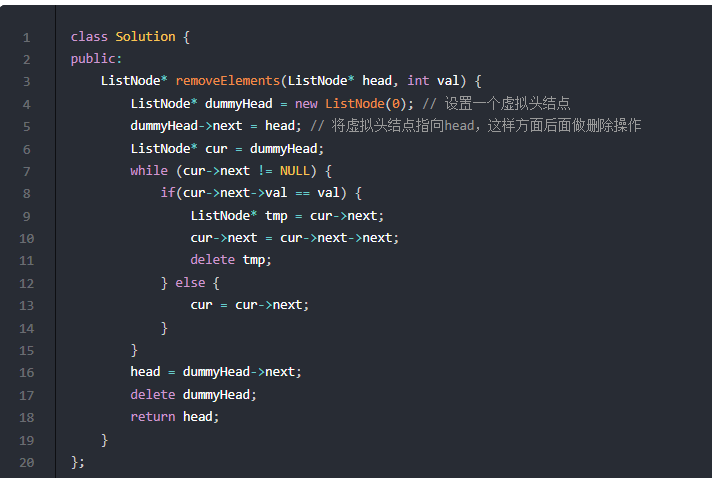 1 class Solution {
2 public:
3     ListNode* removeElements(ListNode* head, int val) {
4         ListNode* dummyHead = new ListNode(0); // 设置一个虚拟头结点
5         dummyHead->next = head; // 将虚拟头结点指向head，这样方面后面做删除操作
6         ListNode* cur = dummyHead;
7         while (cur->next != NULL) {
8             if(cur->next->val == val) {
9                 ListNode* tmp = cur->next;
10                 cur->next = cur->next->next;
11                 delete tmp;
12             } else {
13                 cur = cur->next;
14             }
15         }
16         head = dummyHead->next;
17         delete dummyHead;
18         return head;
19     }
20 };